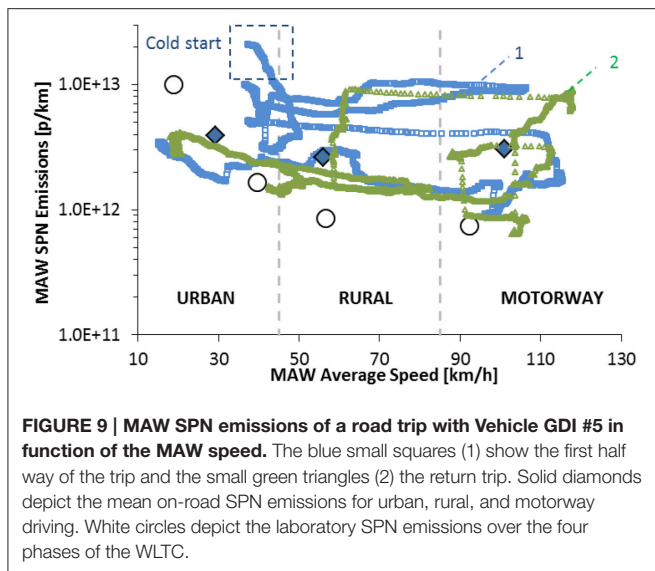 Cold start
1
2
1.0E+13
1.0E+12
1.0E+11
MAW SPN Emissions [p/km]
URBAN
RURAL
MOTORWAY
10
30
50
70
90
110
130
MAW Average Speed [km/h]
FIGURE 9 | MAW SPN emissions of a road trip with Vehicle GDI #5 in
function of the MAW speed. The blue small squares (1) show the first half
way of the trip and the small green triangles (2) the return trip. Solid diamonds
depict the mean on-road SPN emissions for urban, rural, and motorway
driving. White circles depict the laboratory SPN emissions over the four
phases of the WLTC.